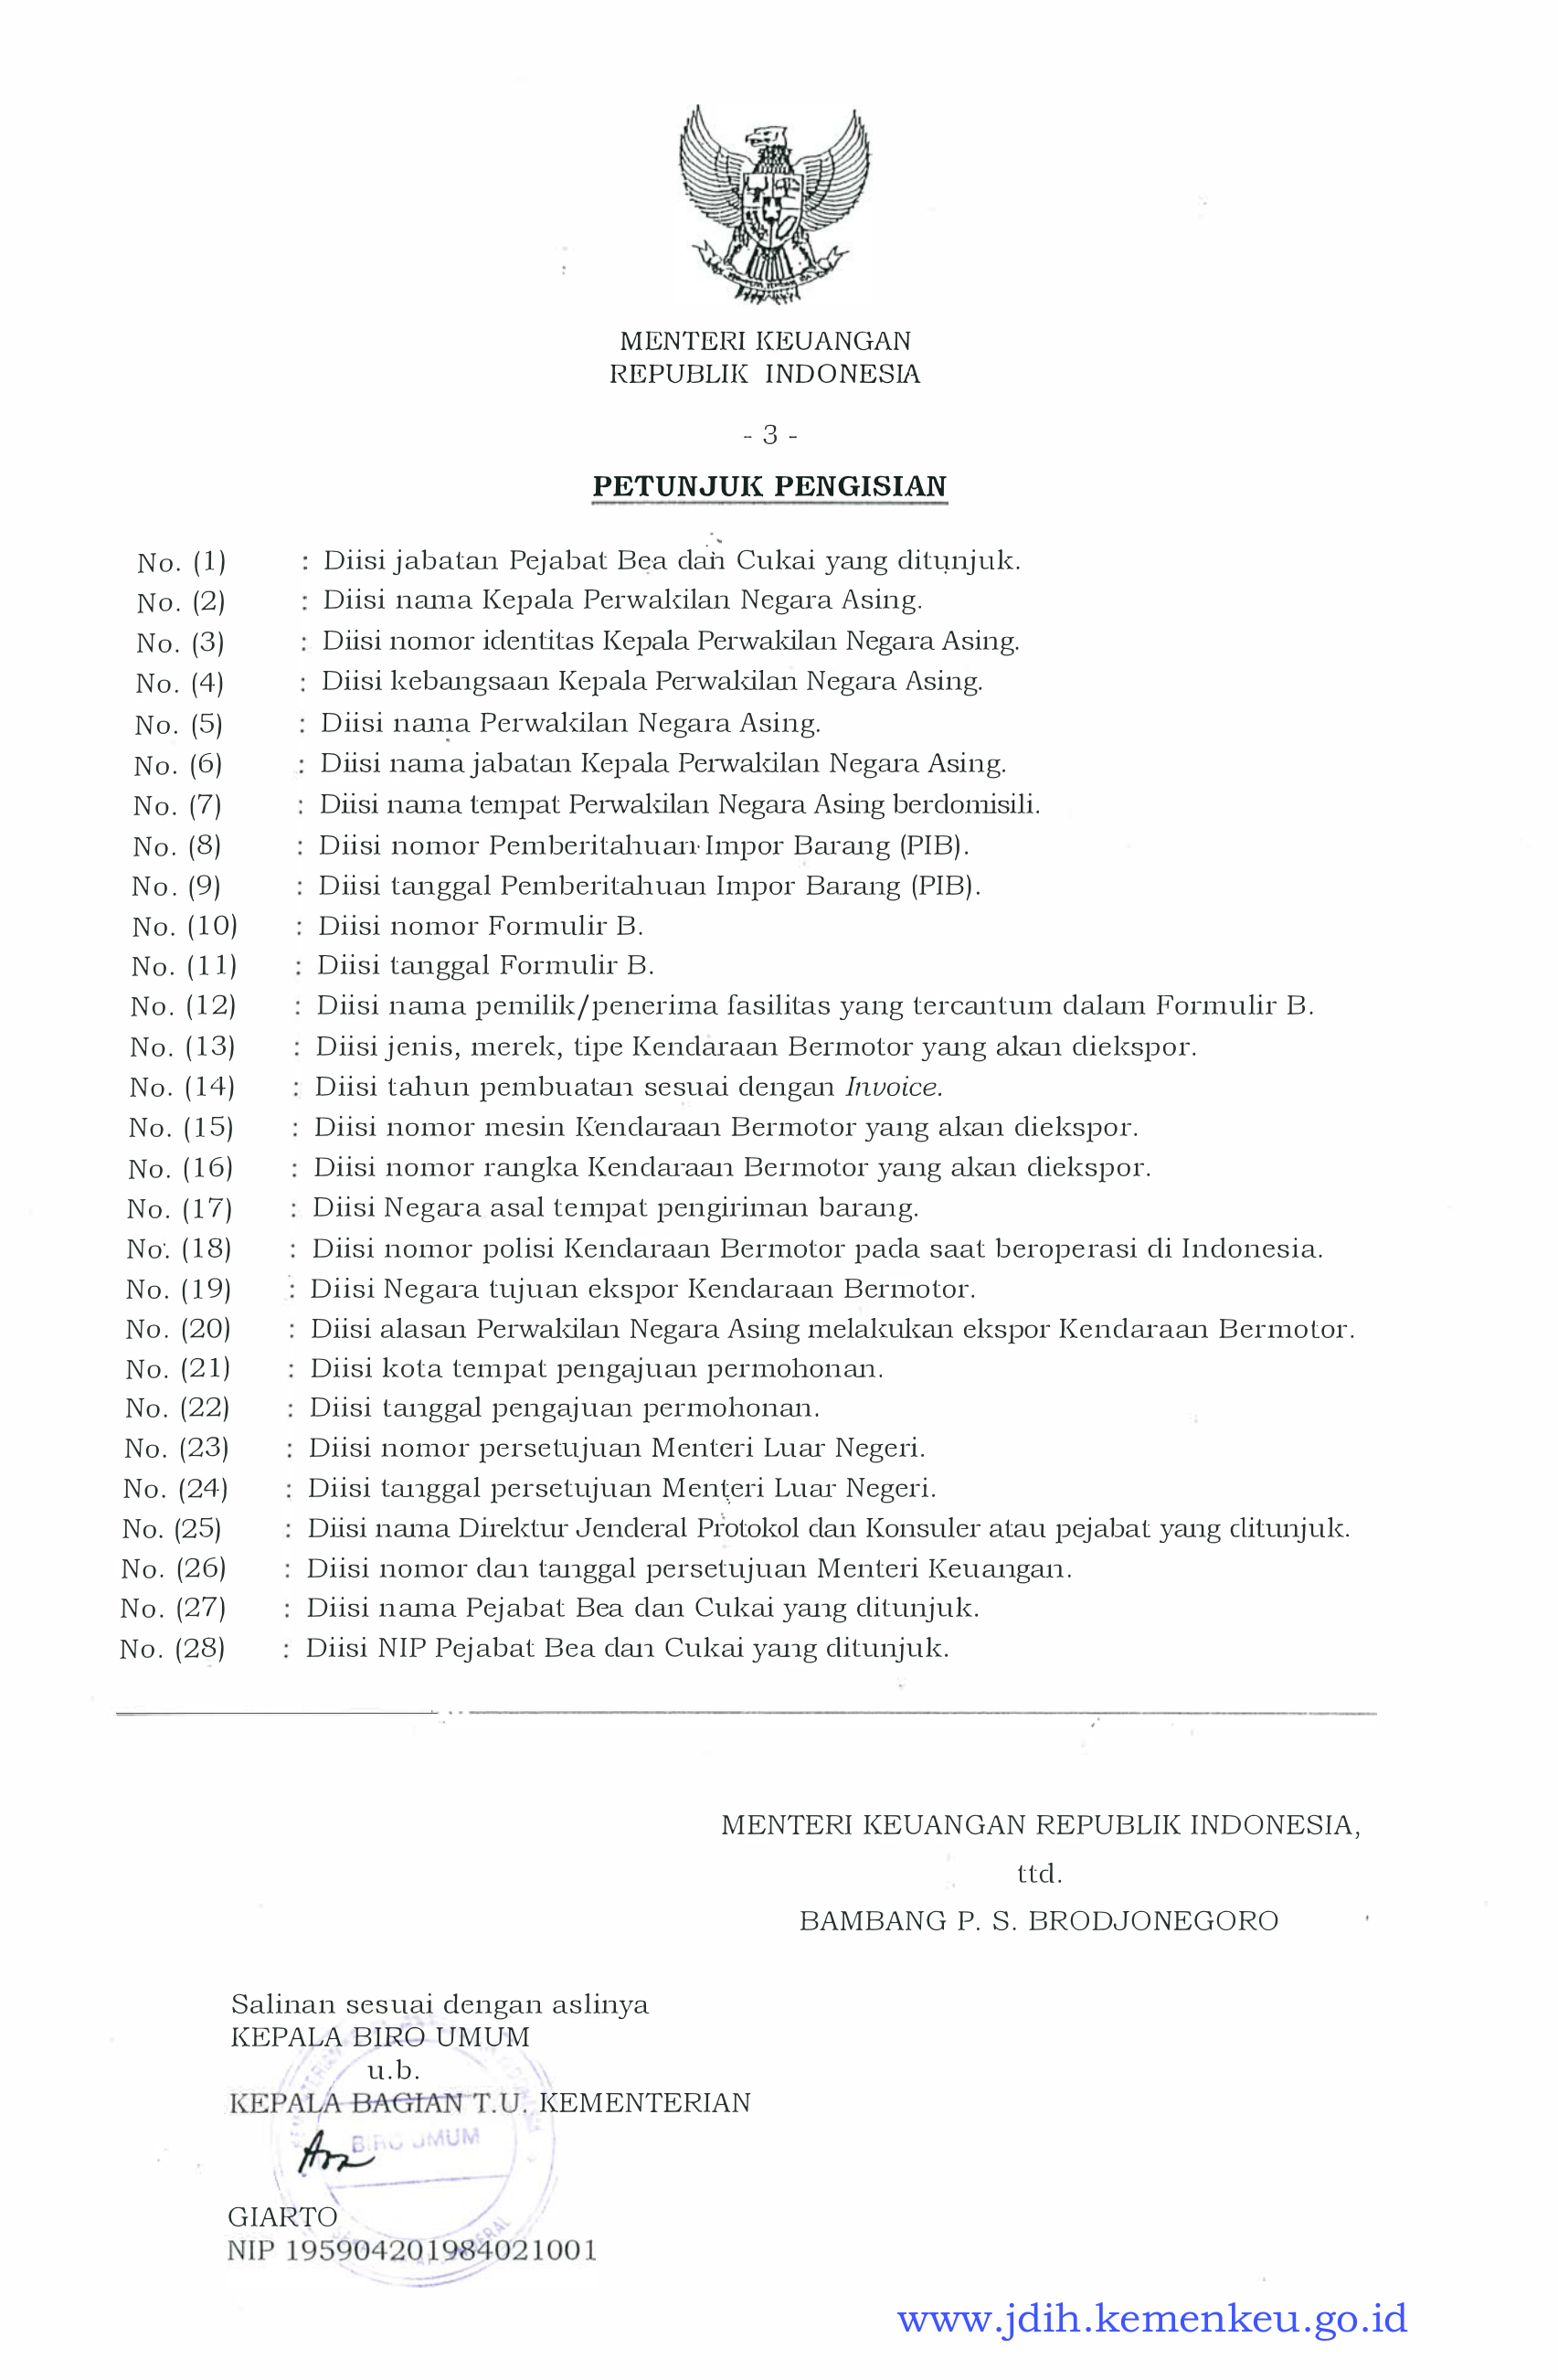 MENTERI KEUANGAN
REPUBLIK INDONESIA
- 3 -
PETUNJUK PENGISIAN
No. (1) : Diisi jabatan Pejabat Bea dan Cukai yang ditunjuk.
No. (2) : Diisi nama Kepala Perwakilan Negara Asing.
No. (3) : Diisi nomor identitas Kepala Perwakilan Negara Asing.
No. (4) : Diisi kebangsaan Kepala Perwakilan Negara Asing.
No. (5) : Diisi nama Perwakilan Negara Asing.
No. (6) : Diisi nama jabatan Kepala Perwakilan Negara Asing.
No. (7) : Diisi nama tempat Perwakilan Negara Asing berdomisili.
No. (8) : Diisi nomor Pemberitahuan Impor Barang (PIB).
No. (9) : Diisi tanggal Pemberitahuan Impor Barang (PIB).
No. (10) : Diisi nomor Formulir B.
No. (11) : Diisi tanggal Formulir B.
No. (12) : Diisi nama pemilik/penerima fasilitas yang tercantum dalam Formulir B.
No. (13) : Diisi jenis, merek, tipe Kendaraan Bermotor yang akan diekspor.
No. (14) : Diisi tahun pembuatan sesuai dengan Invoice.
No. (15) : Diisi nomor mesin Kendaraan Bermotor yang akan diekspor.
No. (16) : Diisi nomor rangka Kendaraan Bermotor yang akan diekspor.
No. (17) : Diisi Negara asal tempat pengiriman barang.
No. (18) : Diisi nomor polisi Kendaraan Bermotor pada saat beroperasi di Indonesia.
No. (19) : Diisi Negara tujuan ekspor Kendaraan Bermotor.
No. (20) : Diisi alasan Perwakilan Negara Asing melakukan ekspor Kendaraan Bermotor.
No. (21) : Diisi kota tempat pengajuan permohonan.
No. (22) : Diisi tanggal pengajuan permohonan.
No. (23) : Diisi nomor persetujuan Menteri Luar Negeri.
No. (24) : Diisi tanggal persetujuan Menteri Luar Negeri.
No. (25) : Diisi nama Direktur Jenderal Protokol dan Konsuler atau pejabat yang ditunjuk.
No. (26) : Diisi nomor dan tanggal persetujuan Menteri Keuangan.
No. (27) : Diisi nama Pejabat Bea dan Cukai yang ditunjuk.
No. (28) : Diisi NIP Pejabat Bea dan Cukai yang ditunjuk.
MENTERI KEUANGAN REPUBLIK INDONESIA,
ttd.
BAMBANG P. S. BRODJONEGORO
Salinan sesuai dengan aslinya
KEPALA BIRO UMUM
u.b.
KEPALA BAGIAN T.U. KEMENTERIAN
BIRO UMUM
GIARTO
NIP 195904201984021001
www.jdih.kemenkeu.go.id